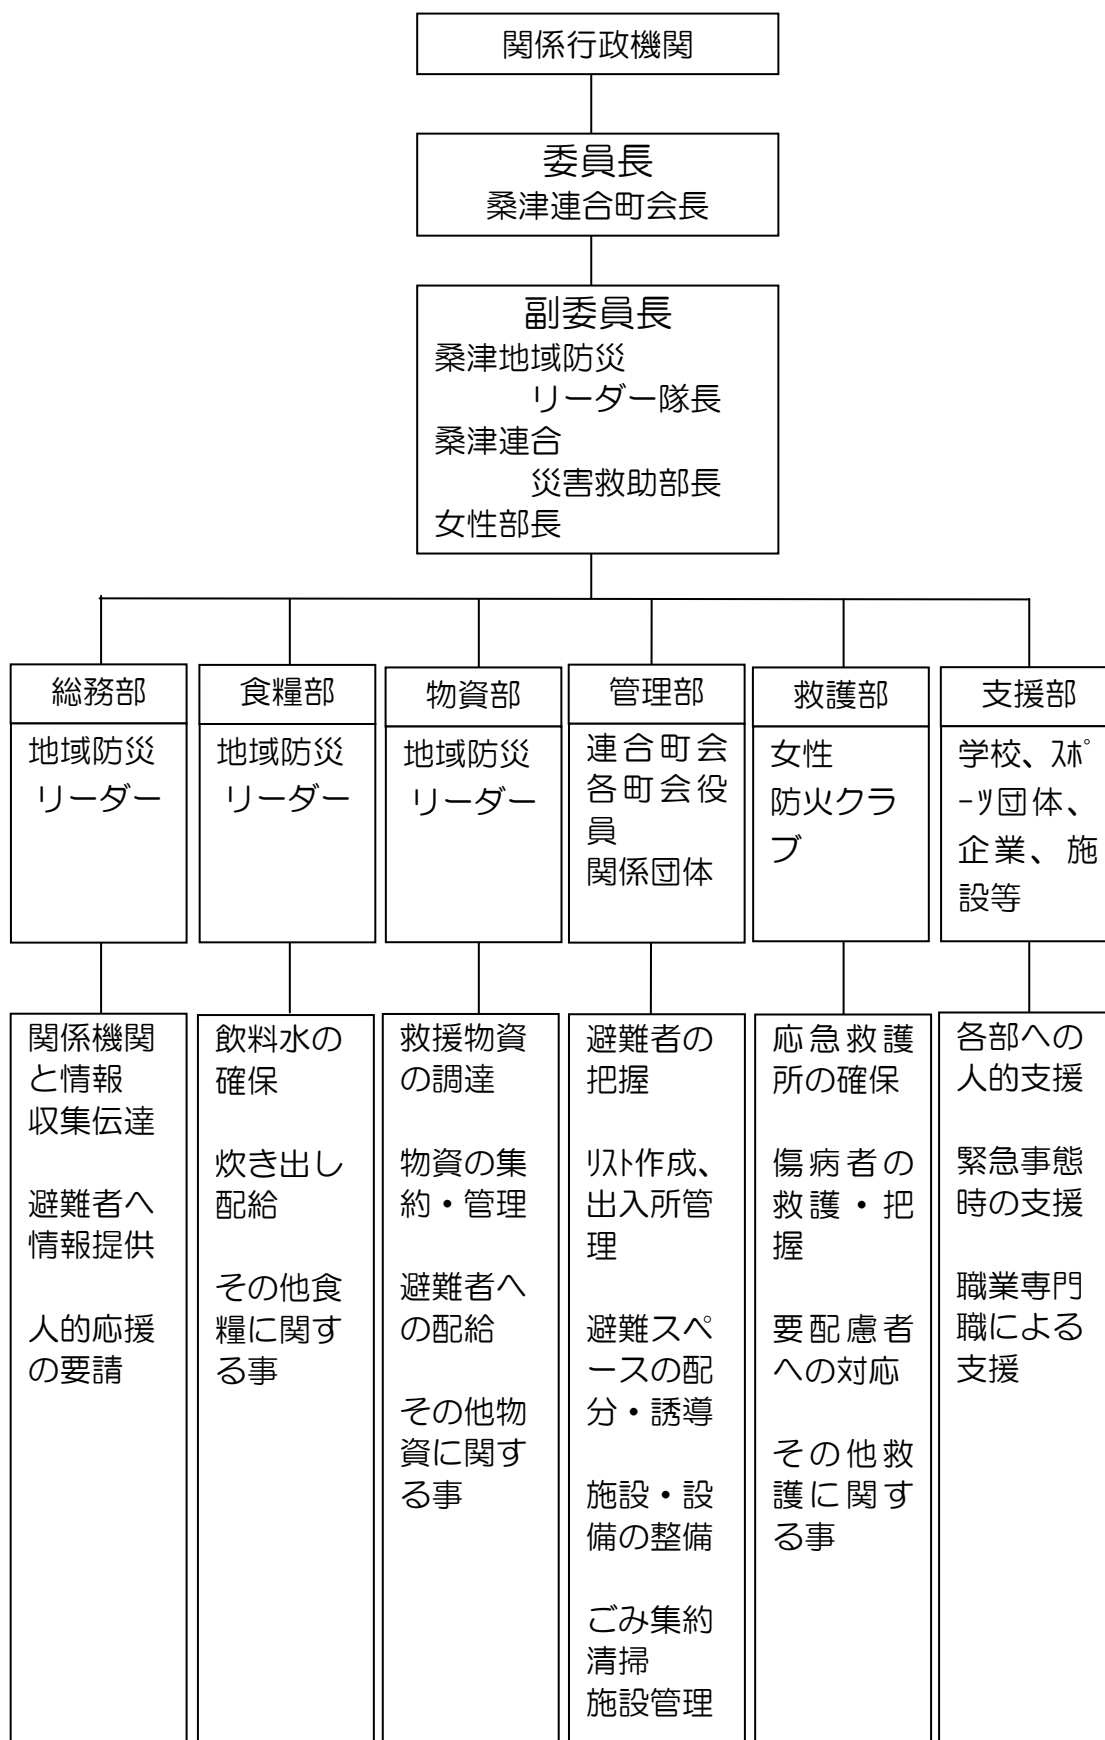 関係行政機関
委員長
桑津連合町会長
副委員長
桑津地域防災
リーダー隊長
桑津連合
災害救助部長
女性部長
総務部
地域防災
リーダー
関係機関
と情報
収集伝達
避難者へ
情報提供
人的応援
の要請
食糧部
地域防災
リーダー
飲料水の
確保
炊き出し
配給
その他食
糧に関す
る事
物資部
地域防災
リーダー
救援物資
の調達
物資の集
約・管理
避難者へ
の配給
その他物
資に関す
る事
管理部
連合町会
各町会役
員
関係団体
避難者の
把握
ﾘｽﾄ作成、
出入所管
理
避難スペ
ースの配
分・誘導
施設・設
備の整備
ごみ集約
清掃
施設管理
救護部
女性
防火クラ
ブ
応急救護
所の確保
傷病者の
救護・把
握
要配慮者
への対応
その他救
護に関す
る事
支援部
学校、ｽﾎﾟ
ｰﾂ団体、
企業、施
設等
各部への
人的支援
緊急事態
時の支援
職業専門
職による
支援